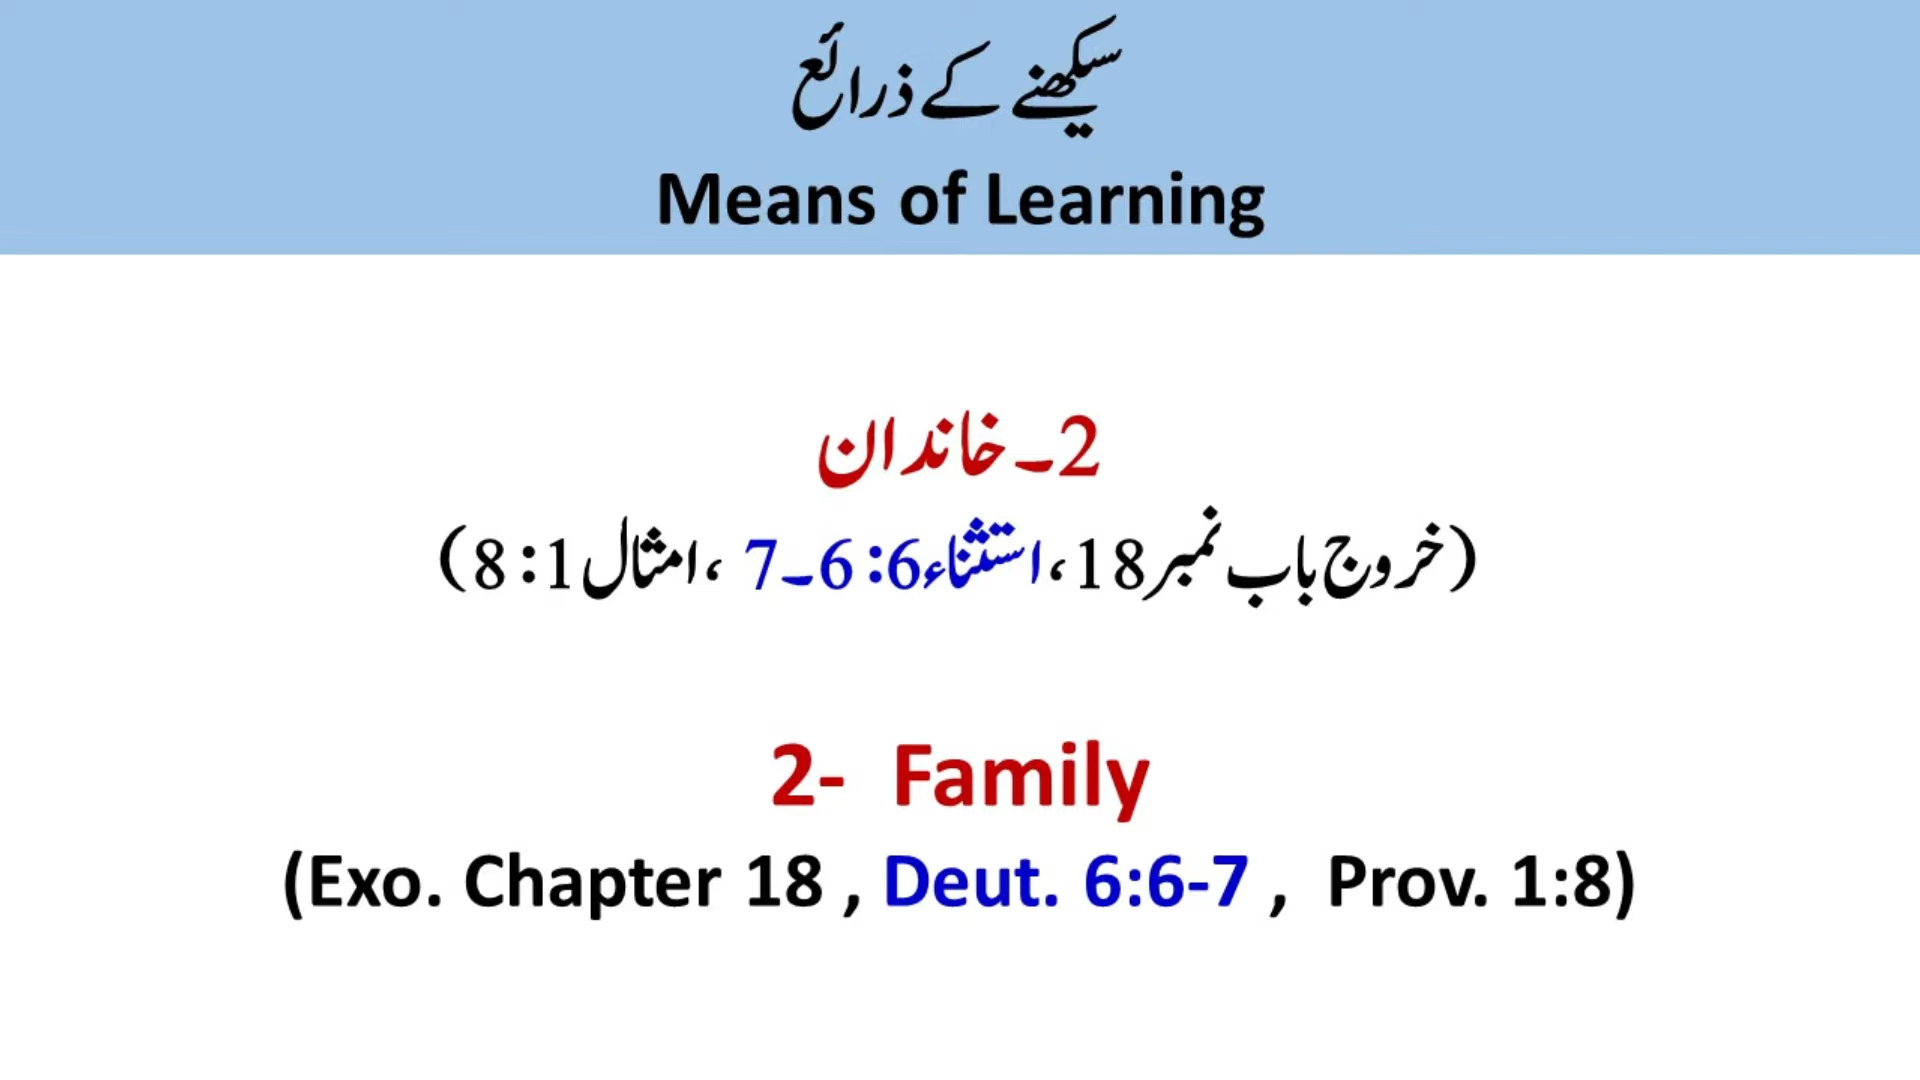 سیکھنے کے ذرائع
Means of Learning
2۔خاندان
(خروج باب نمبر 18، استثناء 6:6۔7 ، امثال 1:8)
2- Family
(Exo. Chapter 18 , Deut. 6:6-7 , Prov. 1:8)